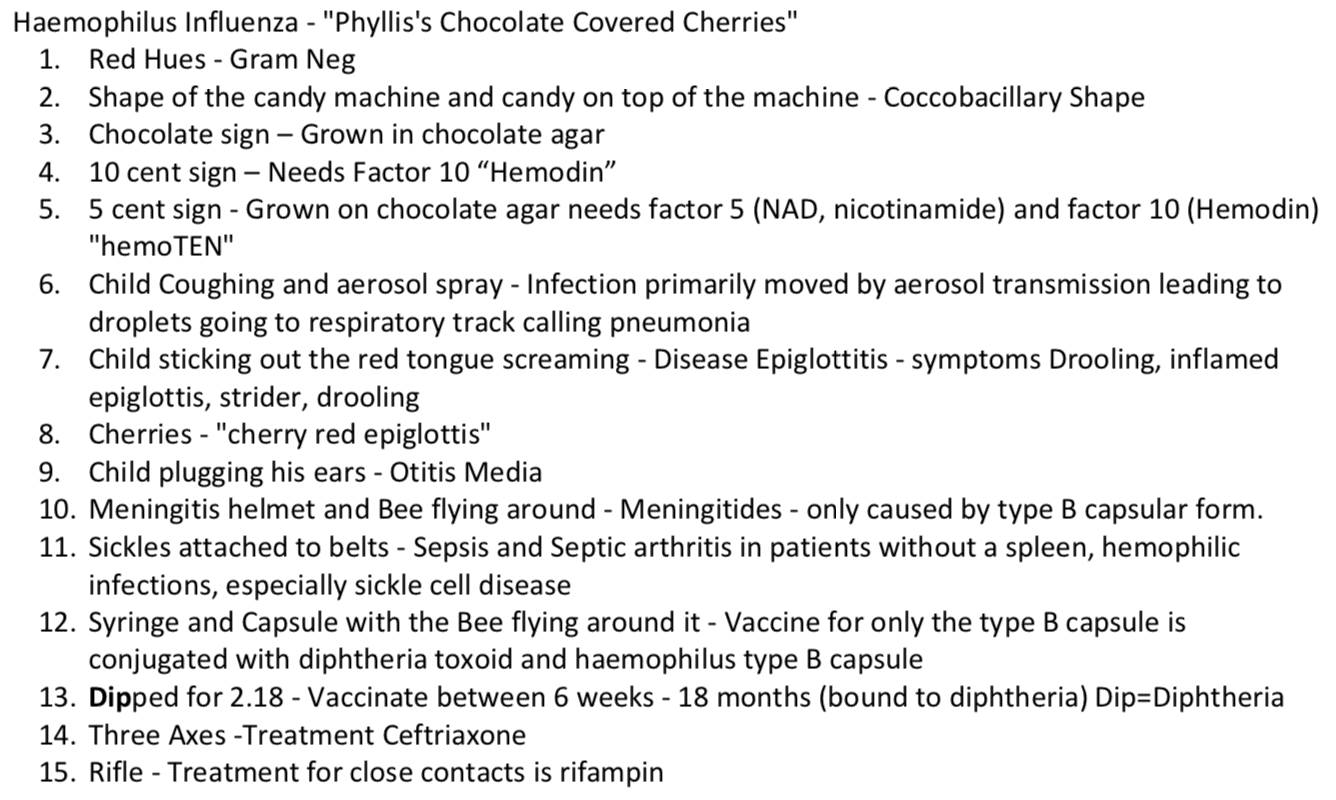 Haemophilus Influenza - "Phyllis's Chocolate Covered Cherries"
1. Red Hues - Gram Neg
2. Shape of the candy machine and candy on top of the machine - Coccobacillary Shape
3. Chocolate sign – Grown in chocolate agar
4. 10 cent sign – Needs Factor 10 “Hemodin”
5. 5 cent sign - Grown on chocolate agar needs factor 5 (NAD, nicotinamide) and factor 10 (Hemodin)
"hemoTEN"
6. Child Coughing and aerosol spray - Infection primarily moved by aerosol transmission leading to
droplets going to respiratory track calling pneumonia
7. Child sticking out the red tongue screaming - Disease Epiglottitis - symptoms Drooling, inflamed
epiglottis, strider, drooling
8. Cherries - "cherry red epiglottis"
9. Child plugging his ears - Otitis Media
10. Meningitis helmet and Bee flying around - Meningitides - only caused by type B capsular form.
11. Sickles attached to belts - Sepsis and Septic arthritis in patients without a spleen, hemophilic
infections, especially sickle cell disease
12. Syringe and Capsule with the Bee flying around it - Vaccine for only the type B capsule is
conjugated with diphtheria toxoid and haemophilus type B capsule
13. Dipped for 2.18 - Vaccinate between 6 weeks - 18 months (bound to diphtheria) Dip=Diphtheria
14. Three Axes -Treatment Ceftriaxone
15. Rifle - Treatment for close contacts is rifampin